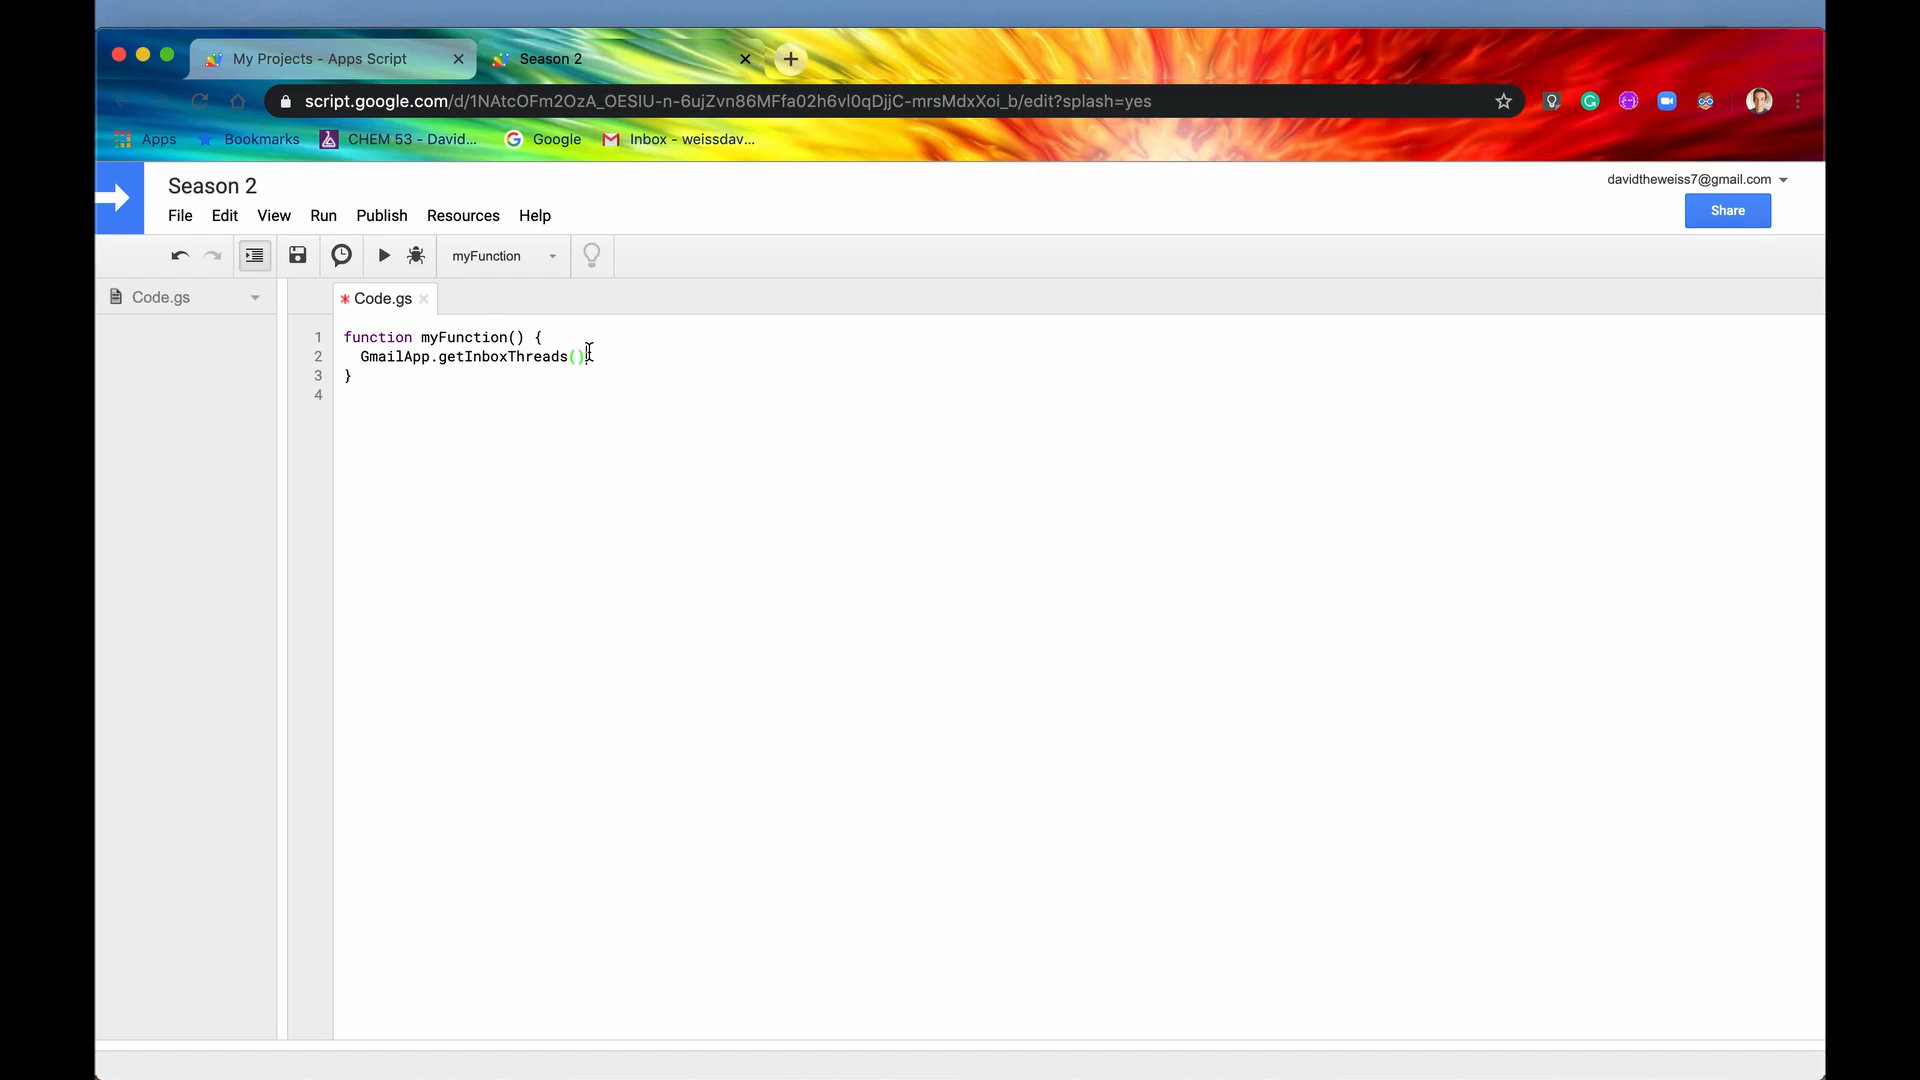 My Projects - Apps Script
Season 2
script.google.com/d/1NAtcOFm2OzA_OESIU-n-6ujZvn86MFfa02h6vl0qDjjC-mrsMdxXoi_b/edit?splash=yes
Apps
Bookmarks
CHEM 53 - David...
Google
Inbox - weissdav...
Season 2
davidtheweiss7@gmail.com
File Edit View Run Publish Resources Help
Share
myFunction
Code.gs
* Code.gs
1 function myFunction() {
2 GmailApp.getInboxThreads()
3 }
4